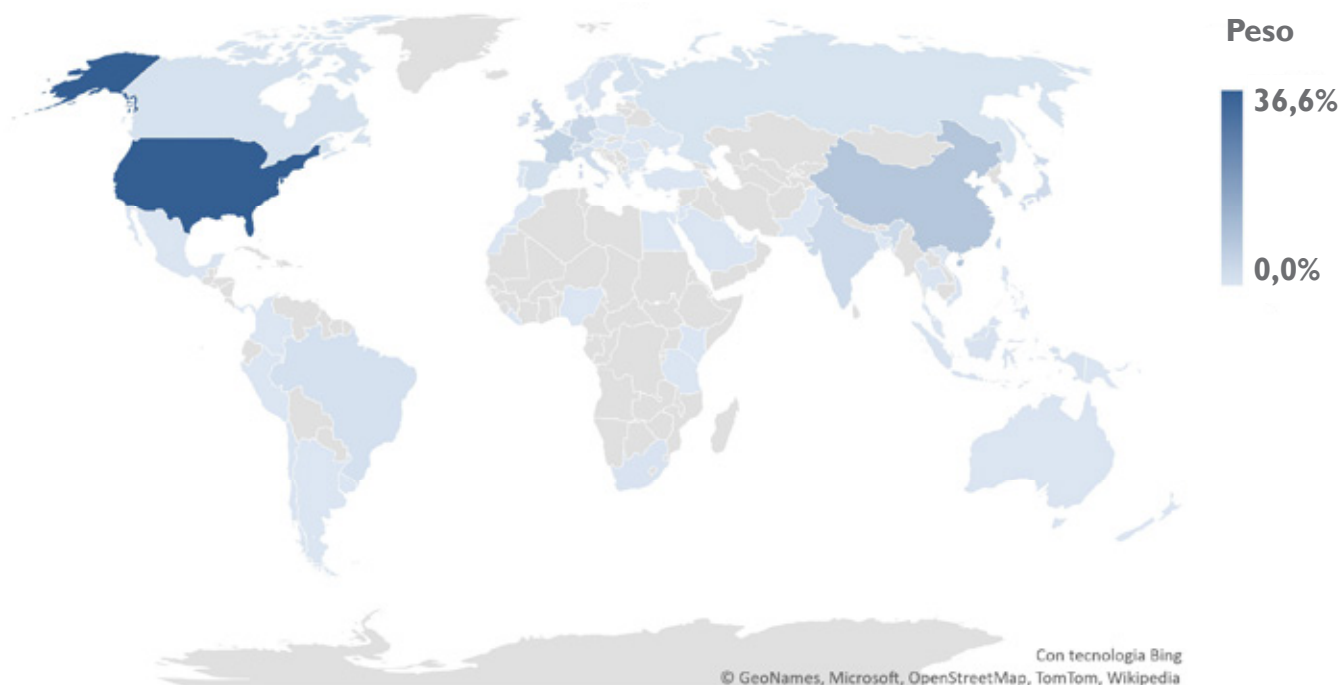 Peso
36,6%
0,0%
Con tecnologia Bing
© GeoNames, Microsoft, OpenStreetMap, TomTom, Wikipedia